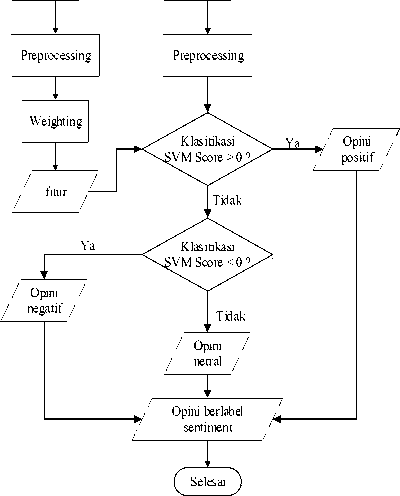 Preprocessing
Preprocessing
Weighting
fitur
Klasifikasi
SVM Score > 0 ?
Ya
Opini
positif
Tidak
Klasifikasi
SVM Score < 0 ?
Ya
Opini
negatif
Tidak
Opini
netral
Opini berlabel
sentiment
Selesai